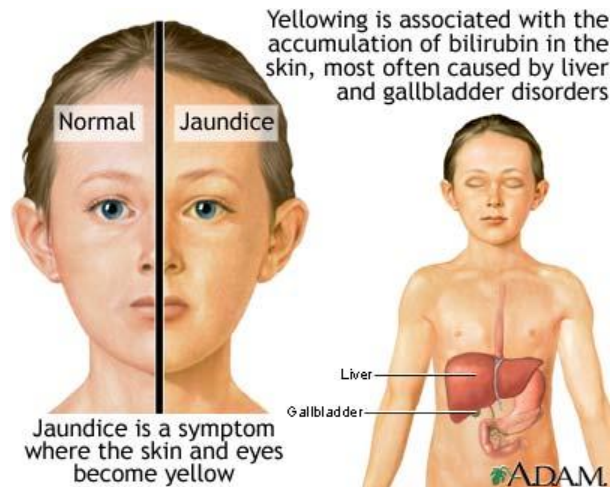 Yellowing is associated with the
accumulation of bilirubin in the
skin, most often caused by liver
and gallbladder disorders
Normal
Jaundice
Liver
Gallbladder
Jaundice is a symptom
where the skin and eyes
become yellow
A.D.A.M.